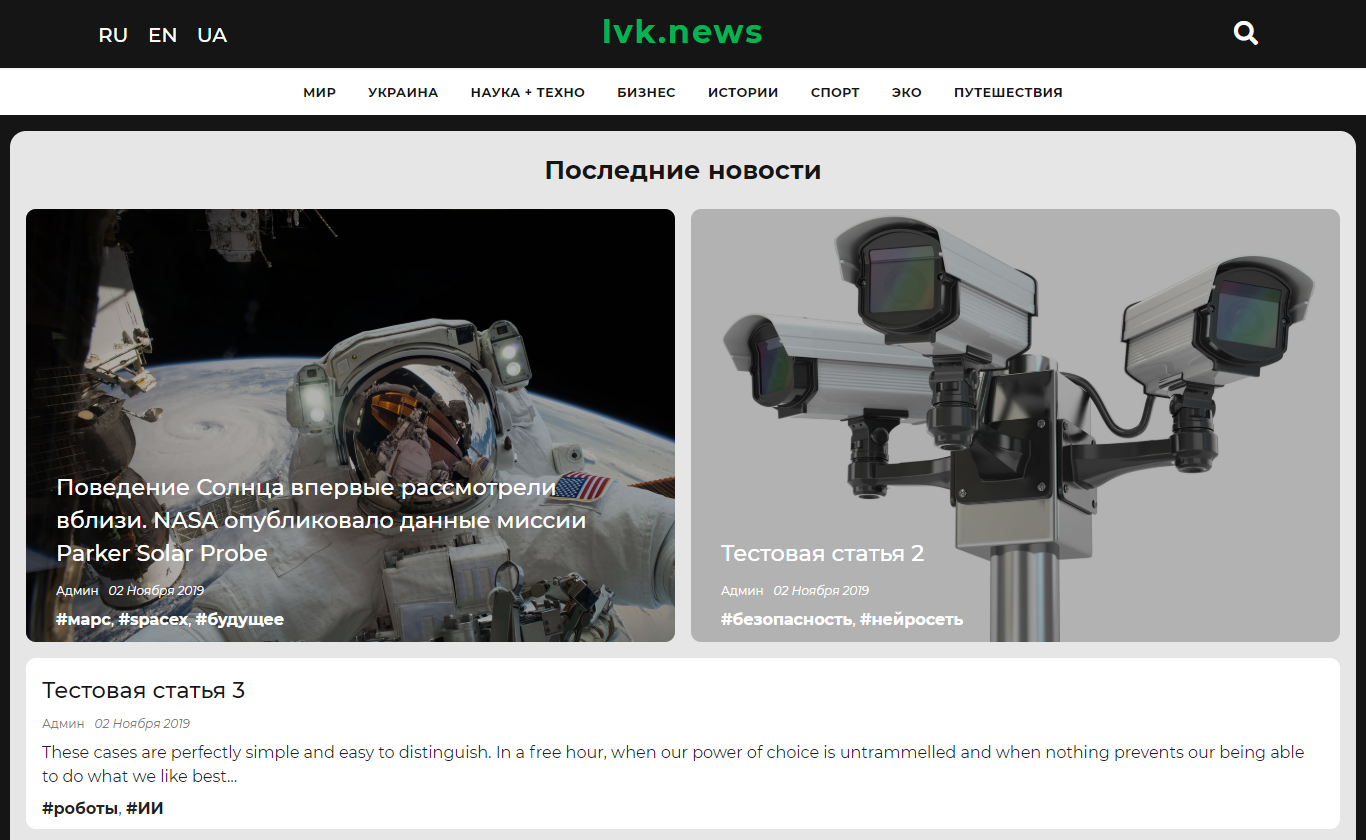 RU EN UA
lvk.news
МИР УКРАИНА НАУКА + ТЕХНО БИЗНЕС ИСТОРИИ СПОРТ ЭКО ПУТЕШЕСТВИЯ
Последние новости
Поведение Солнца впервые рассмотрели
вблизи. NASA опубликовало данные миссии
Parker Solar Probe
Админ 02 Ноября 2019
#марс, #spacex, #будущее
Тестовая статья 2
Админ 02 Ноября 2019
#безопасность, #нейросеть
Тестовая статья 3
Админ 02 Ноября 2019
These cases are perfectly simple and easy to distinguish. In a free hour, when our power of choice is untrammelled and when nothing prevents our being able
to do what we like best...
#роботы, #ИИ